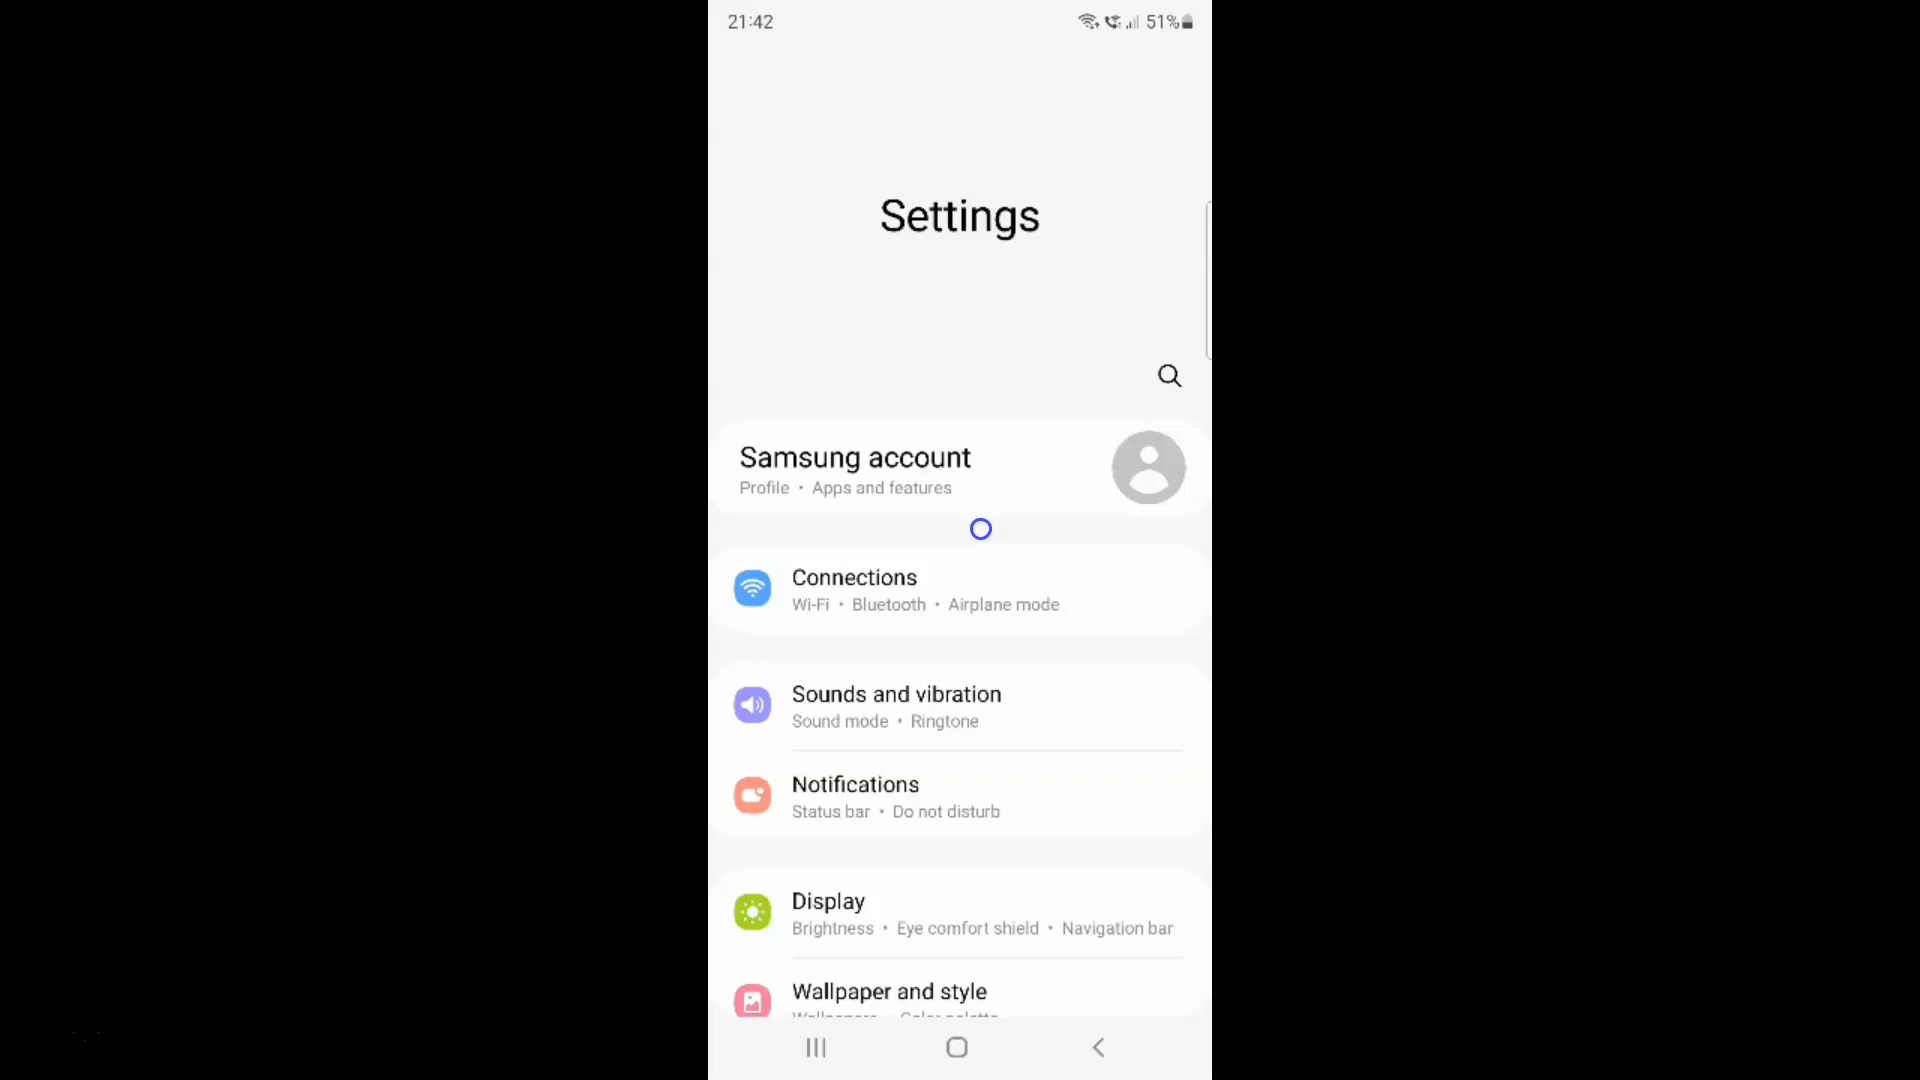 21:42
51%
Settings
Samsung account
Profile • Apps and features
Connections
Wi-Fi • Bluetooth • Airplane mode
Sounds and vibration
Sound mode • Ringtone
Notifications
Status bar • Do not disturb
Display
Brightness • Eye comfort shield • Navigation bar
Wallpaper and style